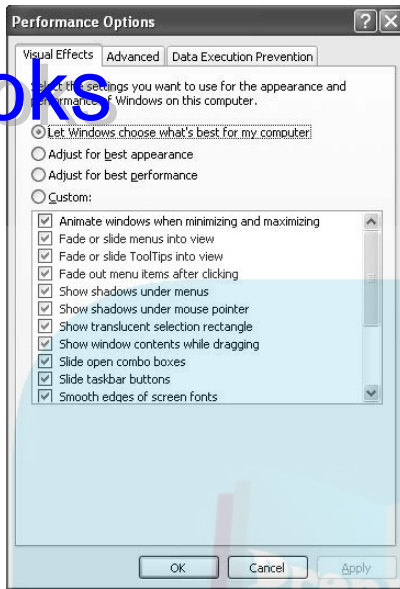 Performance Options
Visual Effects Advanced Data Execution Prevention
oks
Select the settings you want to use for the appearance and
performance of Windows on this computer.
Let Windows choose what's best for my computer
Adjust for best appearance
Adjust for best performance
Custom:
Animate windows when minimizing and maximizing
Fade or slide menus into view
Fade or slide ToolTips into view
Fade out menu items after clicking
Show shadows under menus
Show shadows under mouse pointer
Show translucent selection rectangle
Show window contents while dragging
Slide open combo boxes
Slide taskbar buttons
Smooth edges of screen fonts
OK Cancel Apply